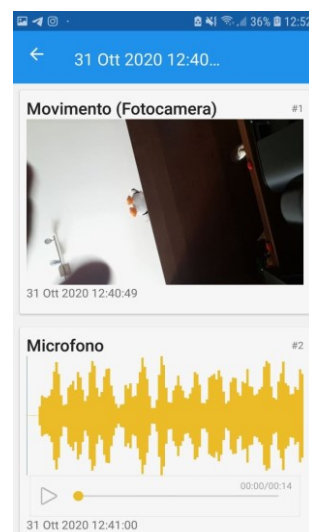 36% 12:52
31 Ott 2020 12:40...
Movimento (Fotocamera) #1
31 Ott 2020 12:40:49
Microfono #2
00:00/00:14
31 Ott 2020 12:41:00